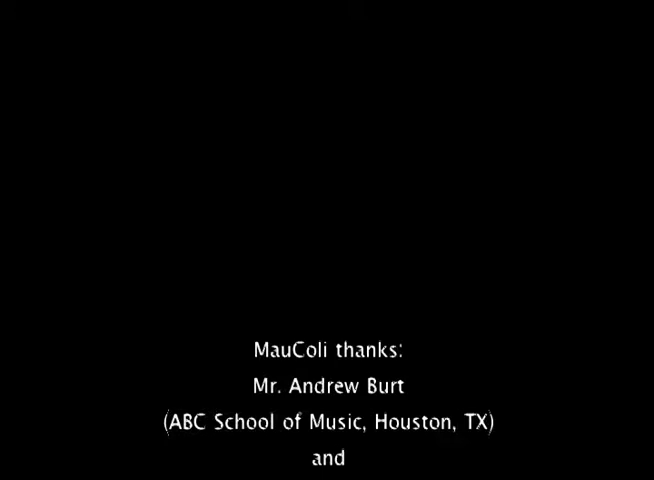 MauColi thanks:
Mr. Andrew Burt
(ABC School of Music, Houston, TX)
and